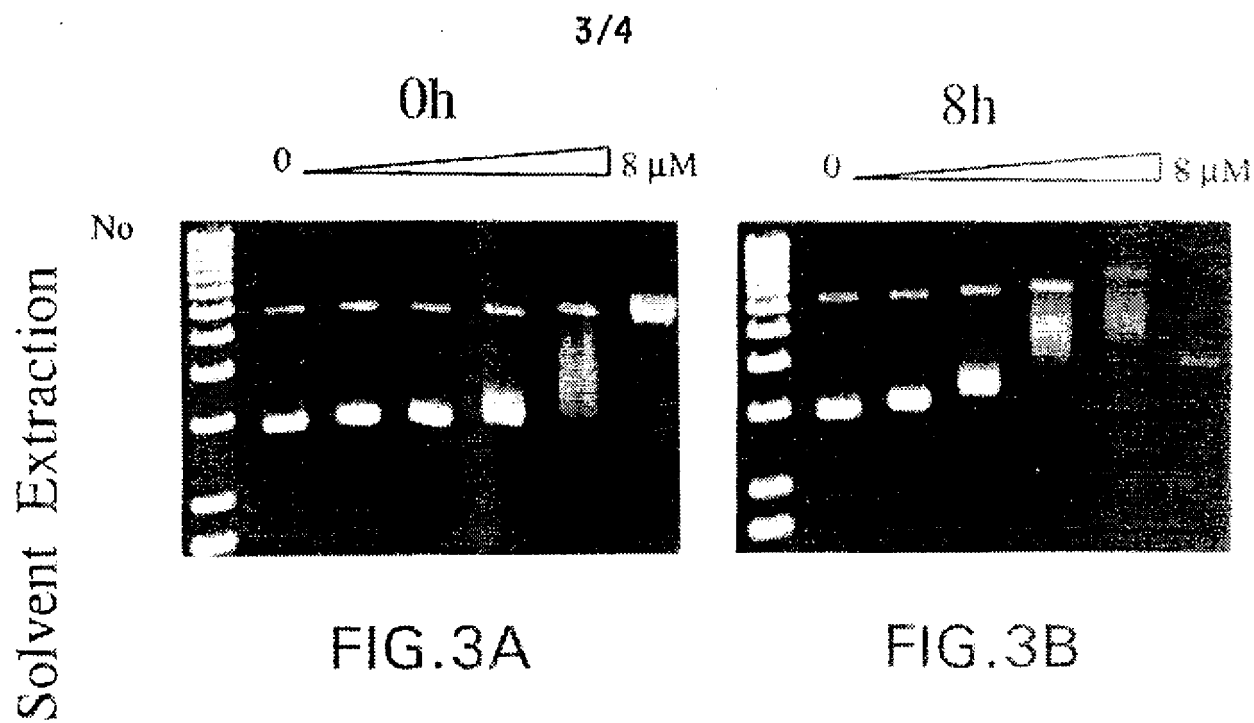 3/4
0h
8h
0
8 µM
0
8 µM
No
Solvent Extraction
FIG.3A
FIG.3B